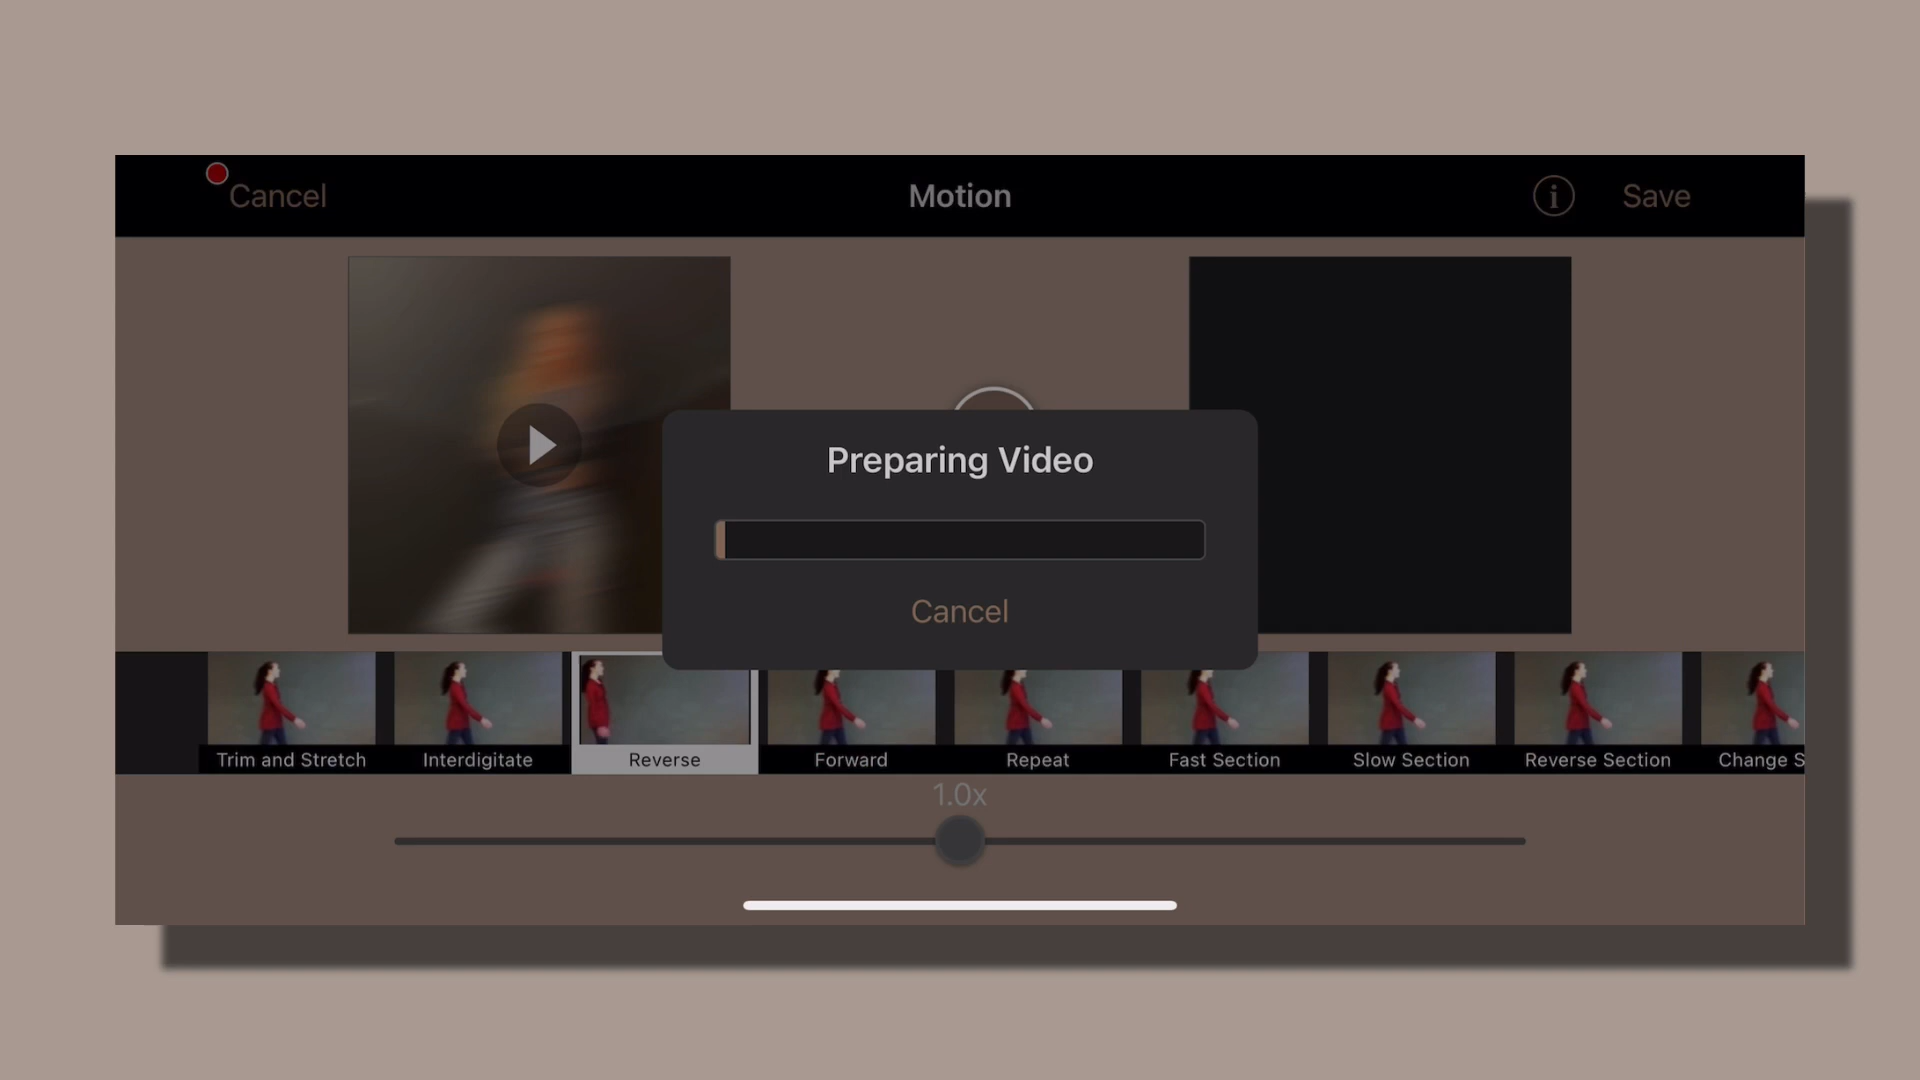 Cancel
Motion
i
Save
Preparing Video
Cancel
Trim and Stretch
Interdigitate
Reverse
Forward
Repeat
Fast Section
Slow Section
Reverse Section
Change S
1.0x